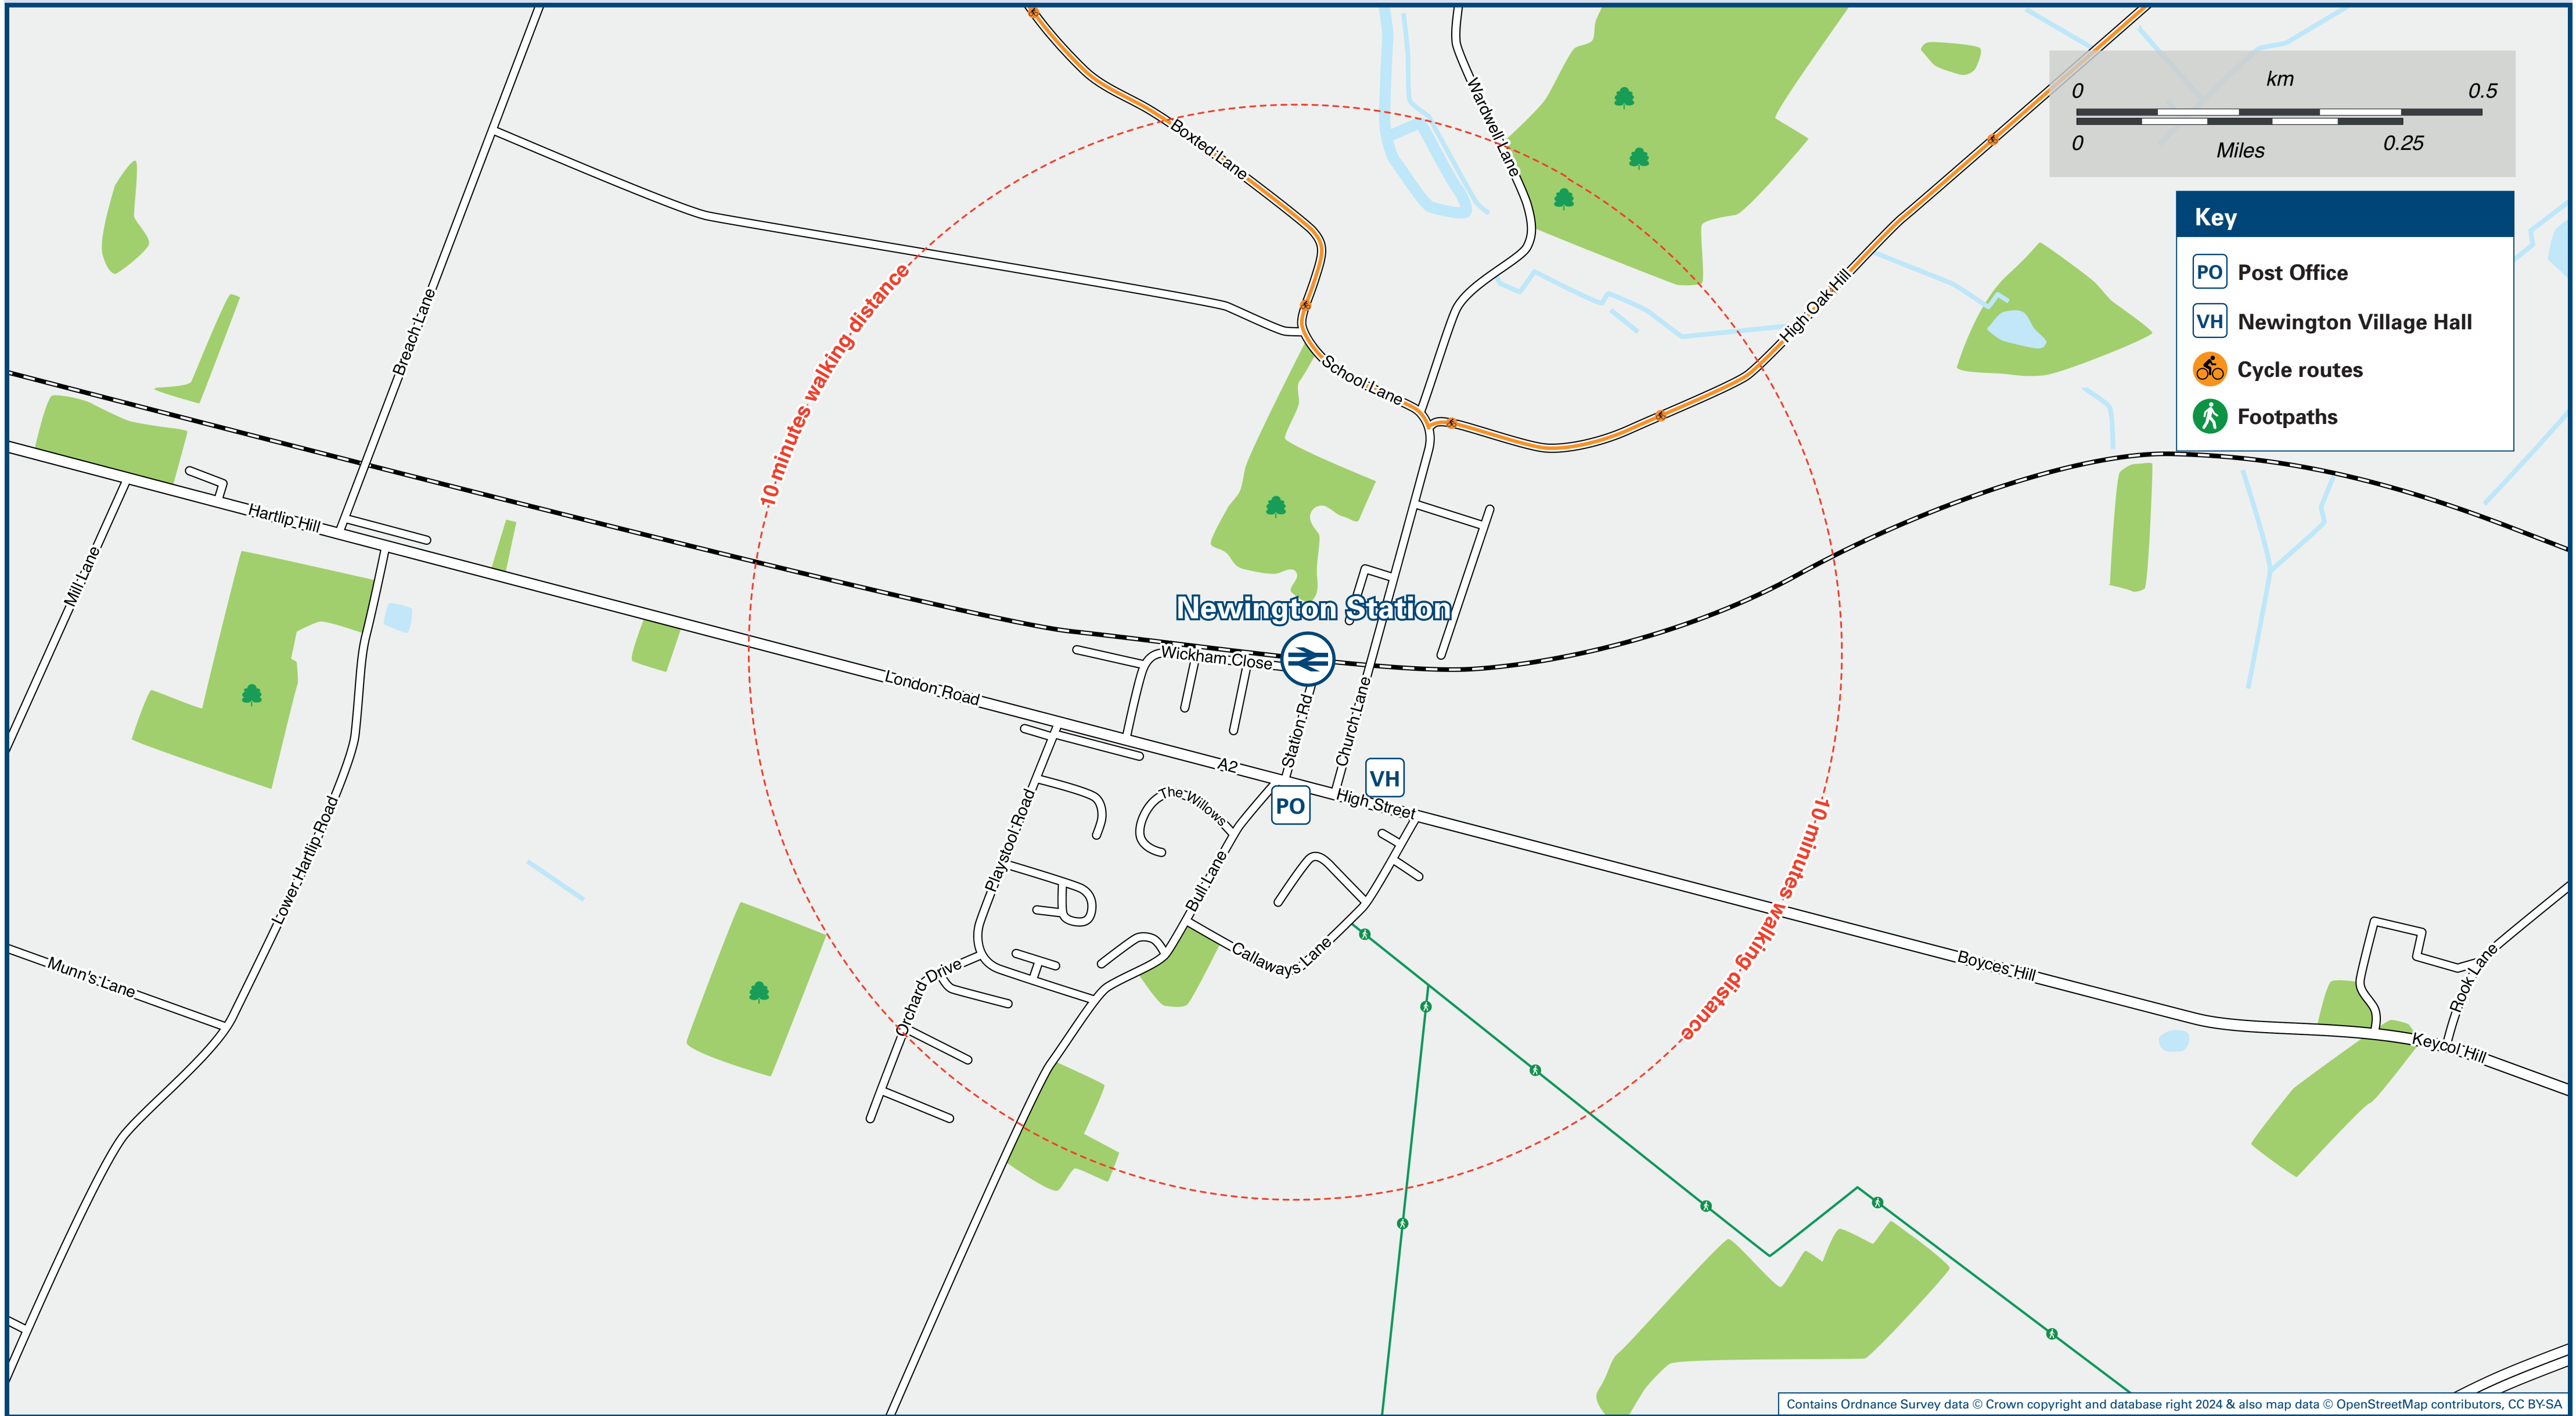 Boxted Lane
Wardwell Lane
0
km
0.5
0
Miles
0.25
Key
PO
Post Office
VH
Newington Village Hall
Cycle routes
Footpaths
10 minutes walking distance
Breach Lane
High Oak Hill
School Lane
Hartlip Hill
Mill Lane
Newington Station
Wickham Close
London Road
Station Rd
Church Lane
A2
VH
PO
High Street
The Willows
Playstool Road
Bull Lane
Lower Hartlip Road
10 minutes walking distance
Callaways Lane
Orchard Drive
Munn's Lane
Boyces Hill
Rook Lane
Keycol Hill
Contains Ordnance Survey data © Crown copyright and database right 2024 & also map data © OpenStreetMap contributors, CC BY-SA